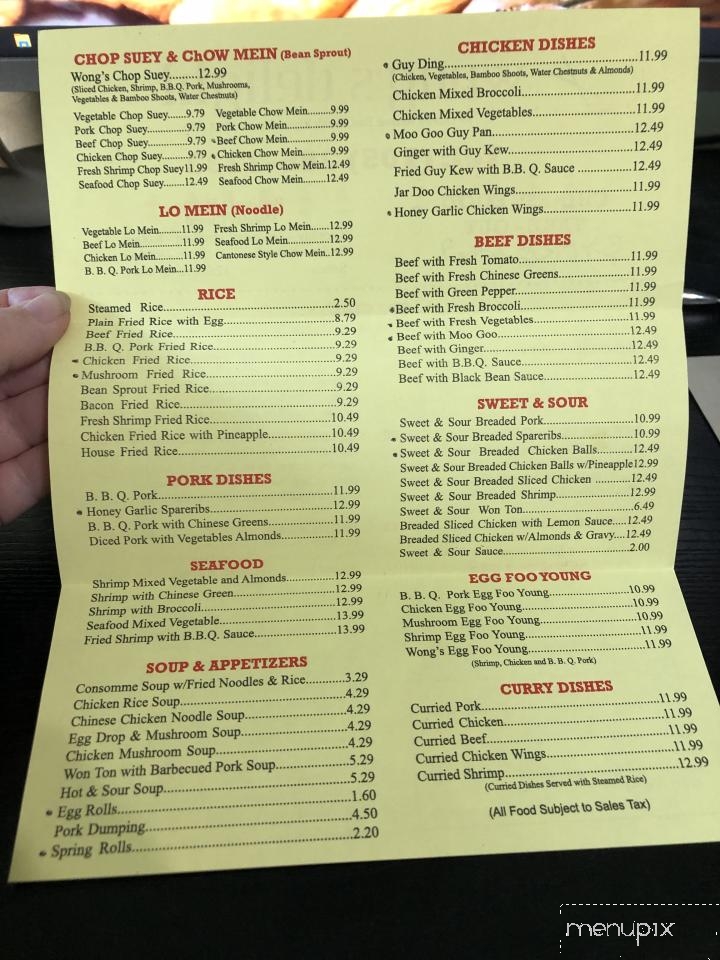 CHOP SUEY & ChOW MEIN (Bean Sprout)
Wong's Chop Suey.........12.99
(Sliced Chicken, Shrimp, B.B.Q. Pork, Mushrooms,
Vegetables & Bamboo Shoots, Water Chestnuts)
Vegetable Chop Suey......9.79 Vegetable Chow Mein.......9.99
Pork Chop Suey..............9.79 Pork Chow Mein...............9.99
Beef Chop Suey..............9.79 Beef Chow Mein...............9.99
Chicken Chop Suey.........9.79 Chicken Chow Mein..........9.99
Fresh Shrimp Chop Suey11.99 Fresh Shrimp Chow Mein.12.49
Seafood Chop Suey........12.49 Seafood Chow Mein.........12.49
LO MEIN (Noodle)
Vegetable Lo Mein......11.99 Fresh Shrimp Lo Mein......12.99
Beef Lo Mein..............11.99 Seafood Lo Mein..............12.99
Chicken Lo Mein.........11.99 Cantonese Style Chow Mein..12.99
B. B. Q. Pork Lo Mein...11.99
RICE
Steamed Rice.................................................2.50
Plain Fried Rice with Egg................................8.79
Beef Fried Rice..............................................9.29
B.B. Q. Pork Fried Rice...................................9.29
Chicken Fried Rice.........................................9.29
Mushroom Fried Rice.....................................9.29
Bean Sprout Fried Rice...................................9.29
Bacon Fried Rice............................................9.29
Fresh Shrimp Fried Rice................................10.49
Chicken Fried Rice with Pineapple................10.49
House Fried Rice...........................................10.49
PORK DISHES
B. B. Q. Pork................................................11.99
Honey Garlic Spareribs..................................12.99
B. B. Q. Pork with Chinese Greens................11.99
Diced Pork with Vegetables Almonds............11.99
SEAFOOD
Shrimp Mixed Vegetable and Almonds............12.99
Shrimp with Chinese Green............................12.99
Shrimp with Broccoli......................................12.99
Seafood Mixed Vegetable...............................13.99
Fried Shrimp with B.B.Q. Sauce.....................13.99
SOUP & APPETIZERS
Consomme Soup w/Fried Noodles & Rice...........3.29
Chicken Rice Soup...........................................4.29
Chinese Chicken Noodle Soup.........................4.29
Egg Drop & Mushroom Soup...........................4.29
Chicken Mushroom Soup.................................4.29
Won Ton with Barbecued Pork Soup................5.29
Hot & Sour Soup..............................................5.29
Egg Rolls.........................................................1.60
Pork Dumping..................................................4.50
Spring Rolls.....................................................2.20
CHICKEN DISHES
Guy Ding..................................................11.99
(Chicken, Vegetables, Bamboo Shoots, Water Chestnuts & Almonds)
Chicken Mixed Broccoli............................11.99
Chicken Mixed Vegetables.........................11.99
Moo Goo Guy Pan.....................................12.49
Ginger with Guy Kew................................12.49
Fried Guy Kew with B.B. Q. Sauce ..............12.49
Jar Doo Chicken Wings..............................11.99
Honey Garlic Chicken Wings......................11.99
BEEF DISHES
Beef with Fresh Tomato..............................11.99
Beef with Fresh Chinese Greens..................11.99
Beef with Green Pepper..............................11.99
Beef with Fresh Broccoli............................11.99
Beef with Fresh Vegetables........................11.99
Beef with Moo Goo...................................12.49
Beef with Ginger.......................................12.49
Beef with B.B.Q. Sauce.............................12.49
Beef with Black Bean Sauce.......................12.49
SWEET & SOUR
Sweet & Sour Breaded Pork........................10.99
Sweet & Sour Breaded Spareribs.................10.99
Sweet & Sour Breaded Chicken Balls..........12.49
Sweet & Sour Breaded Chicken Balls w/Pineapple12.99
Sweet & Sour Breaded Sliced Chicken ..........12.49
Sweet & Sour Breaded Shrimp....................12.99
Sweet & Sour Won Ton...............................6.49
Breaded Sliced Chicken with Lemon Sauce....12.49
Breaded Sliced Chicken w/Almonds & Gravy....12.49
Sweet & Sour Sauce.....................................2.00
EGG FOO YOUNG
B. B. Q. Pork Egg Foo Young.......................10.99
Chicken Egg Foo Young...............................10.99
Mushroom Egg Foo Young..........................10.99
Shrimp Egg Foo Young...............................11.99
Wong's Egg Foo Young...............................11.99
(Shrimp, Chicken and B. B. Q. Pork)
CURRY DISHES
Curried Pork...............................................11.99
Curried Chicken..........................................11.99
Curried Beef...............................................11.99
Curried Chicken Wings................................11.99
Curried Shrimp............................................12.99
(Curried Dishes Served with Steamed Rice)
(All Food Subject to Sales Tax)
menupix